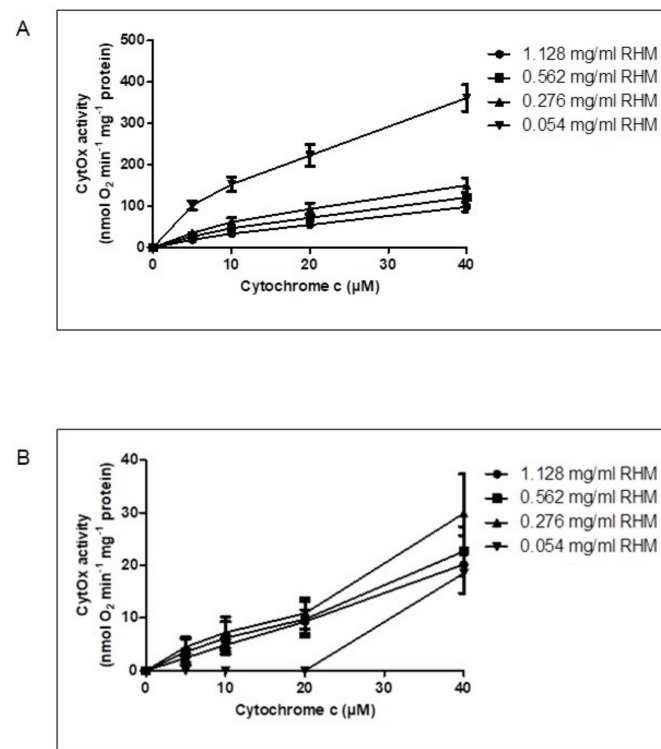 A
CytOx activity
(nmol O₂ min⁻¹ mg⁻¹ protein)
500
400
300
200
100
0
0 10 20 30 40
Cytochrome c (µM)
1.128 mg/ml RHM
0.562 mg/ml RHM
0.276 mg/ml RHM
0.054 mg/ml RHM
B
CytOx activity
(nmol O₂ min⁻¹ mg⁻¹ protein)
40
30
20
10
0
0 10 20 30 40
Cytochrome c (µM)
1.128 mg/ml RHM
0.562 mg/ml RHM
0.276 mg/ml RHM
0.054 mg/ml RHM